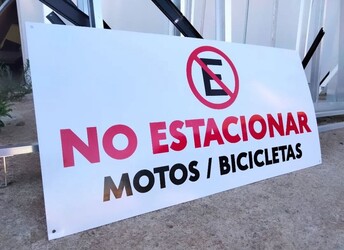 E
NO ESTACIONAR
MOTOS / BICICLETAS